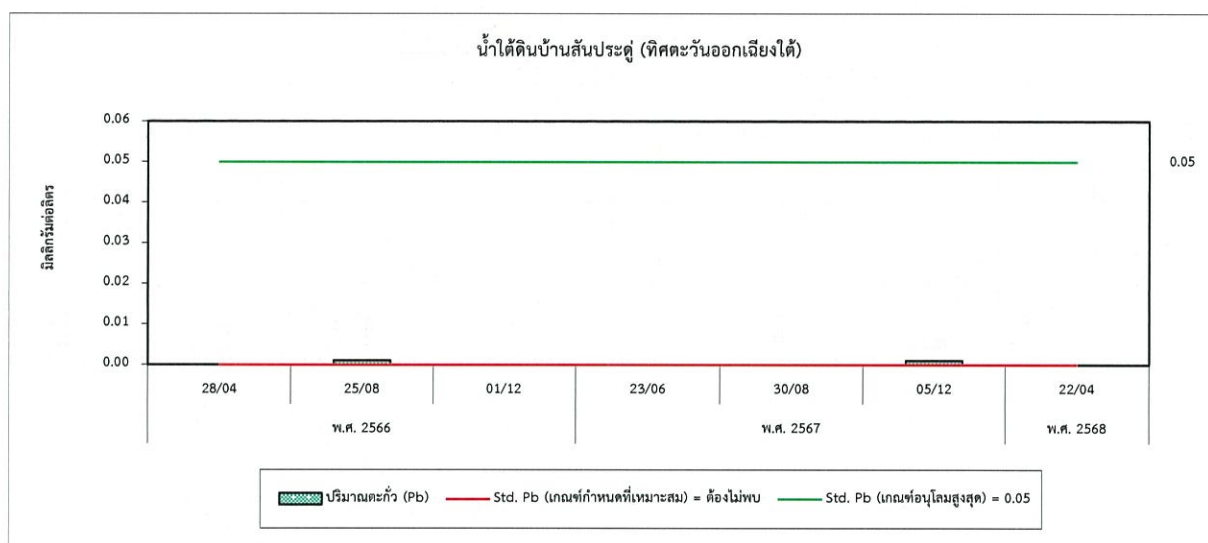 น้ำใต้ดินบ้านสันประดู่ (ทิศตะวันออกเฉียงใต้)
มิลลิกรัมต่อลิตร
0.06
0.05
0.04
0.03
0.02
0.01
0.00
0.05
28/04 25/08 01/12 23/06 30/08 05/12 22/04
พ.ศ. 2566 พ.ศ. 2567 พ.ศ. 2568
ปริมาณตะกั่ว (Pb) Std. Pb (เกณฑ์กำหนดที่เหมาะสม) = ต้องไม่พบ Std. Pb (เกณฑ์อนุโลมสูงสุด) = 0.05